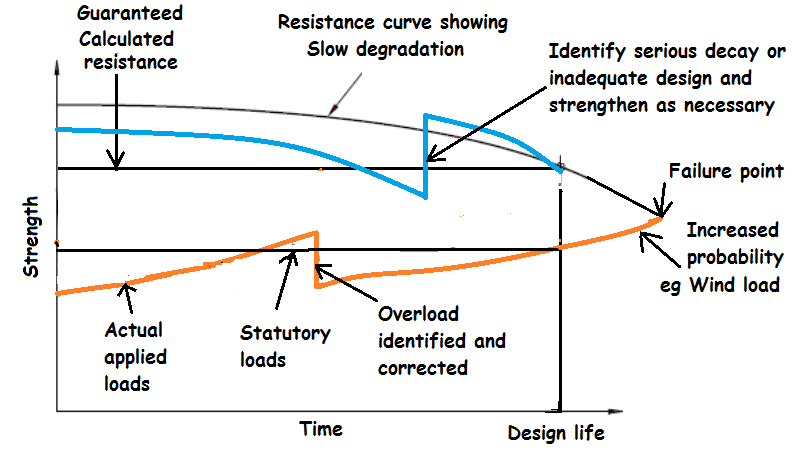 Guaranteed
Calculated
resistance
Resistance curve showing
Slow degradation
Identify serious decay or
inadequate design and
strengthen as necessary
Failure point
Increased
probability
eg Wind load
Strength
Actual
applied
loads
Statutory
loads
Overload
identified and
corrected
Time
Design life